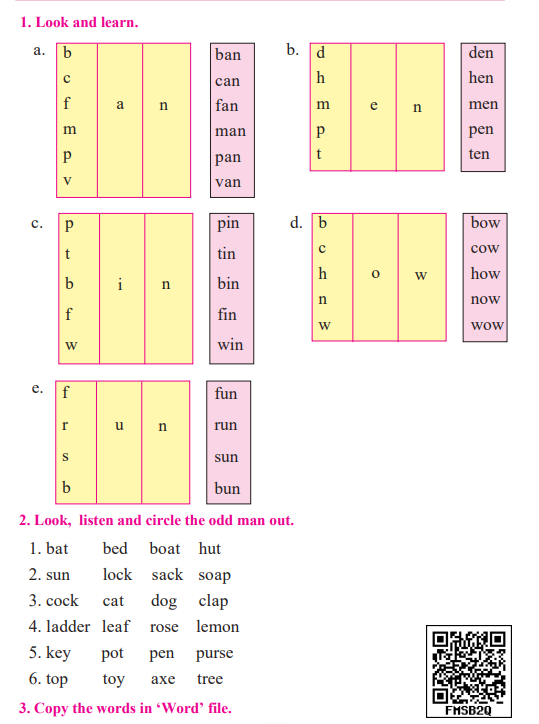 1. Look and learn.
a. b c f m p v
a n
ban
can
fan
man
pan
van
b. d h m p t
e n
den
hen
men
pen
ten
c. p t b f w
i n
pin
tin
bin
fin
win
d. b c h n w
o w
bow
cow
how
now
wow
e. f r s b
u n
fun
run
sun
bun
2. Look, listen and circle the odd man out.
1. bat bed boat hut
2. sun lock sack soap
3. cock cat dog clap
4. ladder leaf rose lemon
5. key pot pen purse
6. top toy axe tree
3. Copy the words in ‘Word’ file.
FMSB2Q